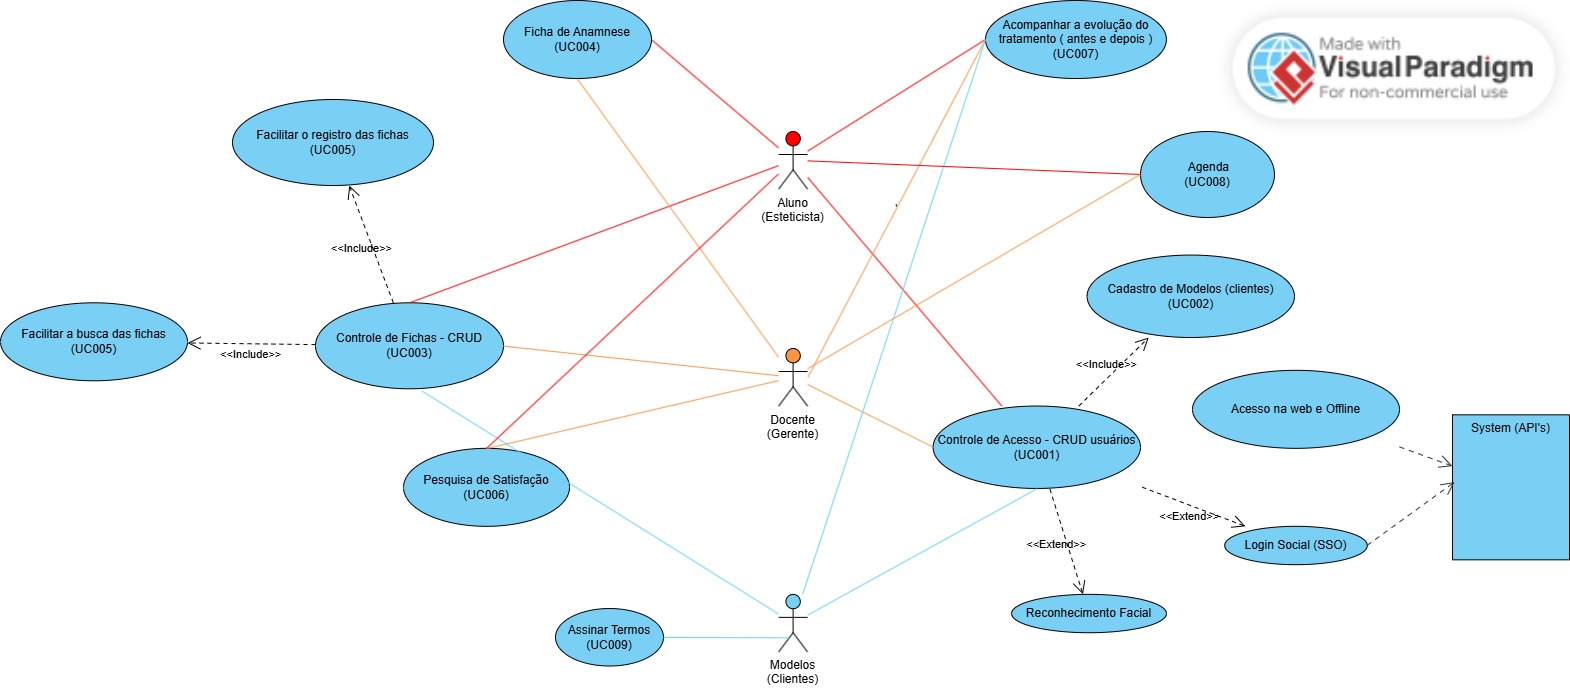 Ficha de Anamnese
(UC004)
Acompanhar a evolução do
tratamento ( antes e depois )
(UC007)
Made with
Visual Paradigm
For non-commercial use
Facilitar o registro das fichas
(UC005)
Agenda
(UC008)
Aluno
(Esteticista)
<<Include>>
Cadastro de Modelos (clientes)
(UC002)
Facilitar a busca das fichas
(UC005)
<<Include>>
Controle de Fichas - CRUD
(UC003)
<<Include>>
Acesso na web e Offline
Docente
(Gerente)
System (API's)
Controle de Acesso - CRUD usuários
(UC001)
Pesquisa de Satisfação
(UC006)
<<Extend>>
<<Extend>>
Login Social (SSO)
Reconhecimento Facial
Assinar Termos
(UC009)
Modelos
(Clientes)